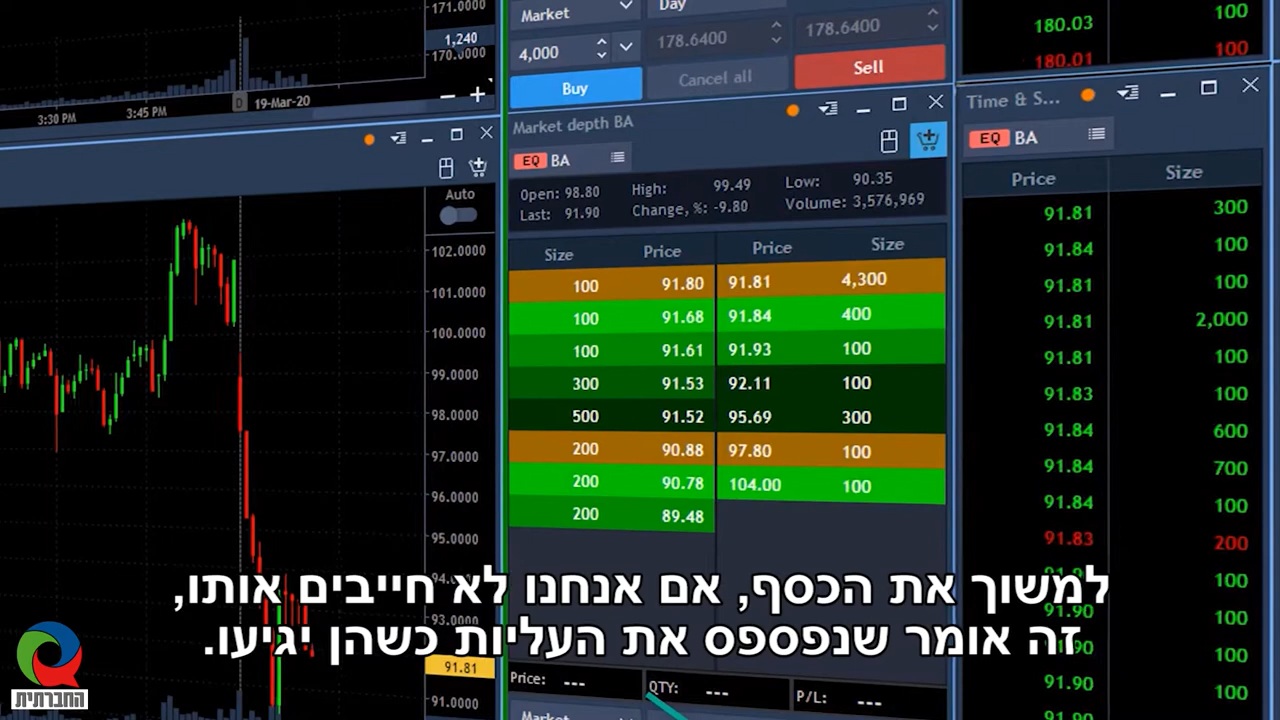 171.0000
1,240
170.0000
3:30 PM 3:45 PM D 19-Mar-20
Auto
102.0000
101.0000
100.0000
99.0000
98.0000
97.0000
96.0000
95.0000
93.0000
91.81
91.0000
Market Day
4,000 178.6400 178.6400
Buy Cancel all Sell
Market depth BA
EQ BA
Open: 98.80 High: 99.49 Low: 90.35
Last: 91.90 Change, %: -9.80 Volume: 3,576,969
Size Price Price Size
100 91.80 91.81 4,300
100 91.68 91.84 400
100 91.61 91.93 100
300 91.53 92.11 100
500 91.52 95.69 300
200 90.88 97.80 100
200 90.78 104.00 100
200 89.48
Price: --- QTY: --- P/L: ---
Market
180.03 100
180.01 100
Time & S...
EQ BA
Price Size
91.81 300
91.84 100
91.81 100
91.81 2,000
91.81 100
91.83 400
91.84 600
91.84 700
91.84 100
91.83 200
100
91.90 100
91.90 100
91.90 100
למשוך את הכסף, אם אנחנו לא חייבים אותו,
זה אומר שנפספס את העליות כשהן יגיעו.
החברתית